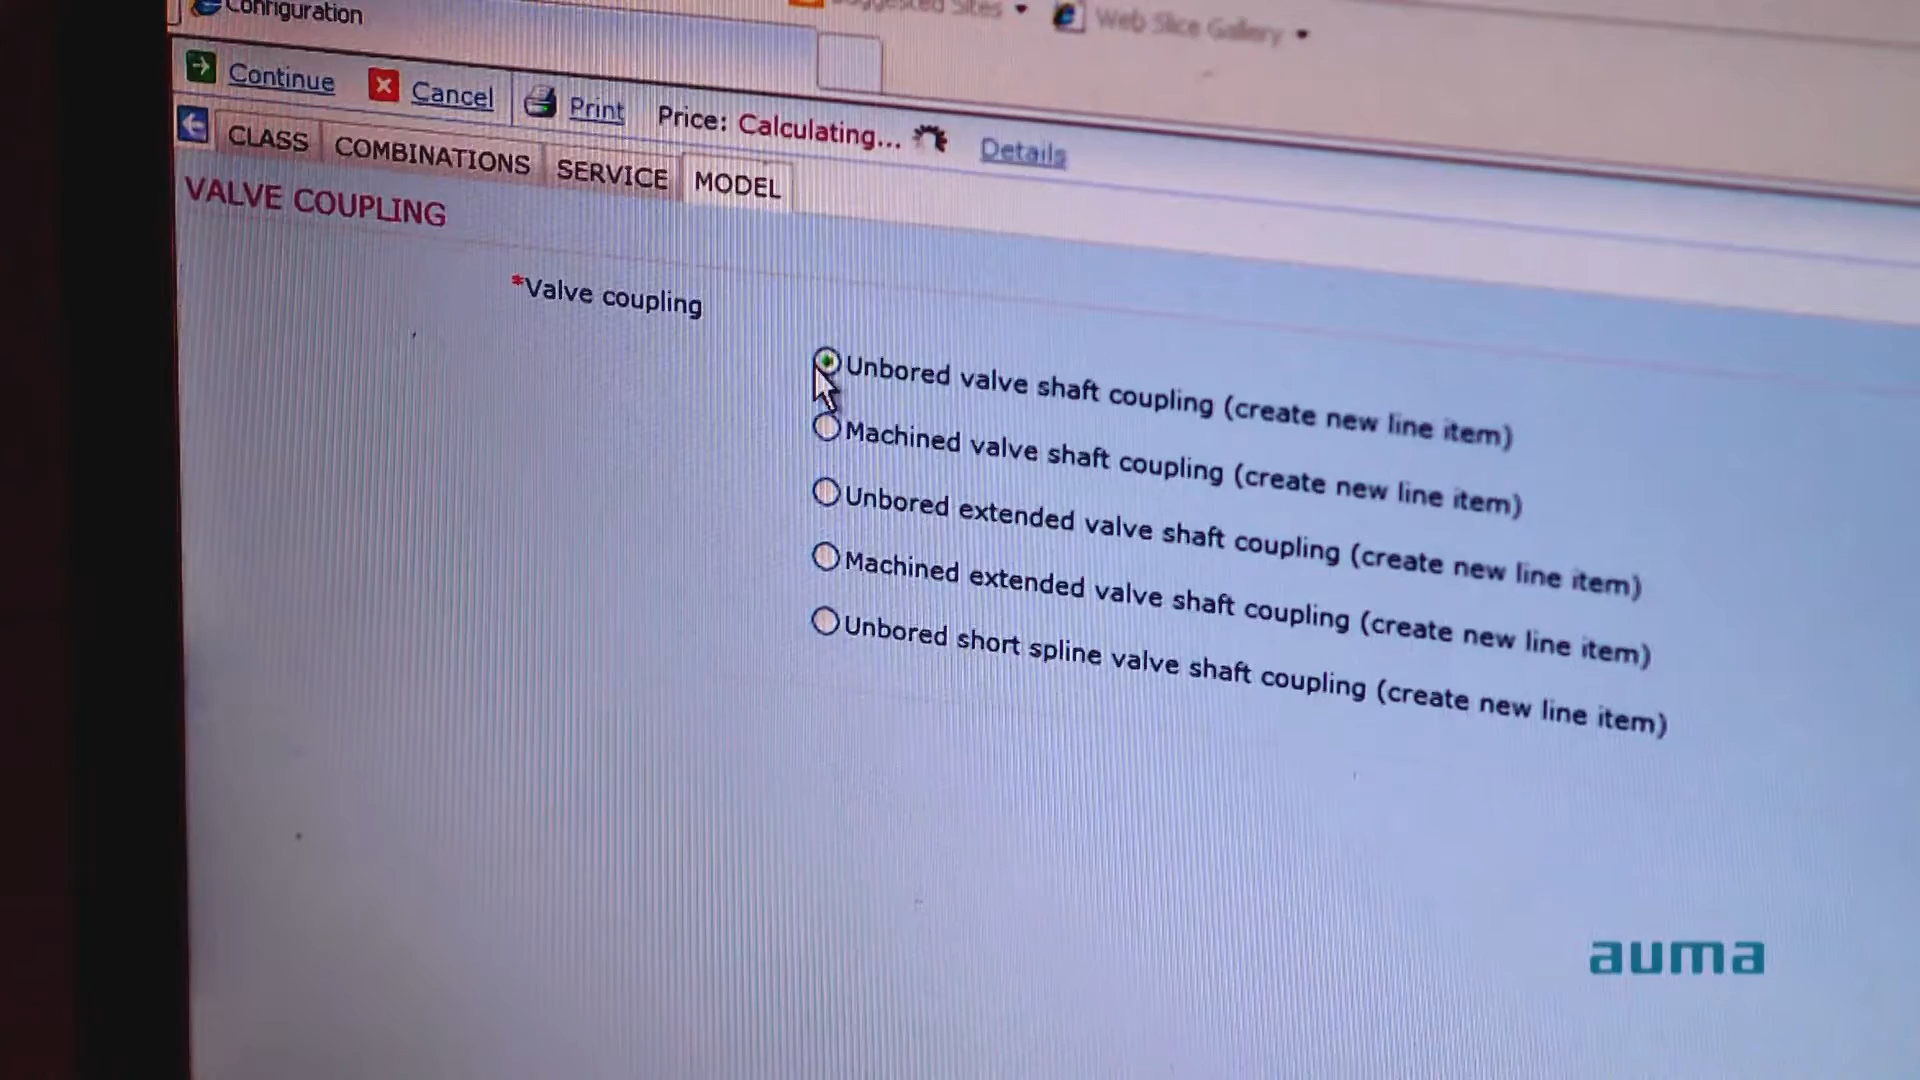 Configuration
Suggested Sites
Web Slice Gallery
Continue
Cancel
Print
Price: Calculating...
Details
CLASS
COMBINATIONS
SERVICE
MODEL
VALVE COUPLING
*Valve coupling
Unbored valve shaft coupling (create new line item)
Machined valve shaft coupling (create new line item)
Unbored extended valve shaft coupling (create new line item)
Machined extended valve shaft coupling (create new line item)
Unbored short spline valve shaft coupling (create new line item)
auma